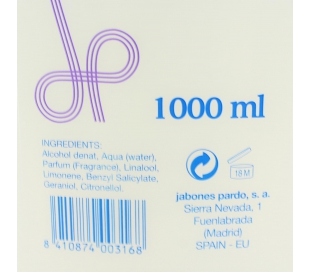 1000 ml
INGREDIENTS:
Alcohol denat, Aqua (water),
Parfum (Fragrance), Linalool,
Limonene, Benzyl Salicylate,
Geraniol, Citronellol.
18 M
jabones pardo, s. a.
Sierra Nevada, 1
Fuenlabrada
(Madrid)
SPAIN - EU
8 410874 003168